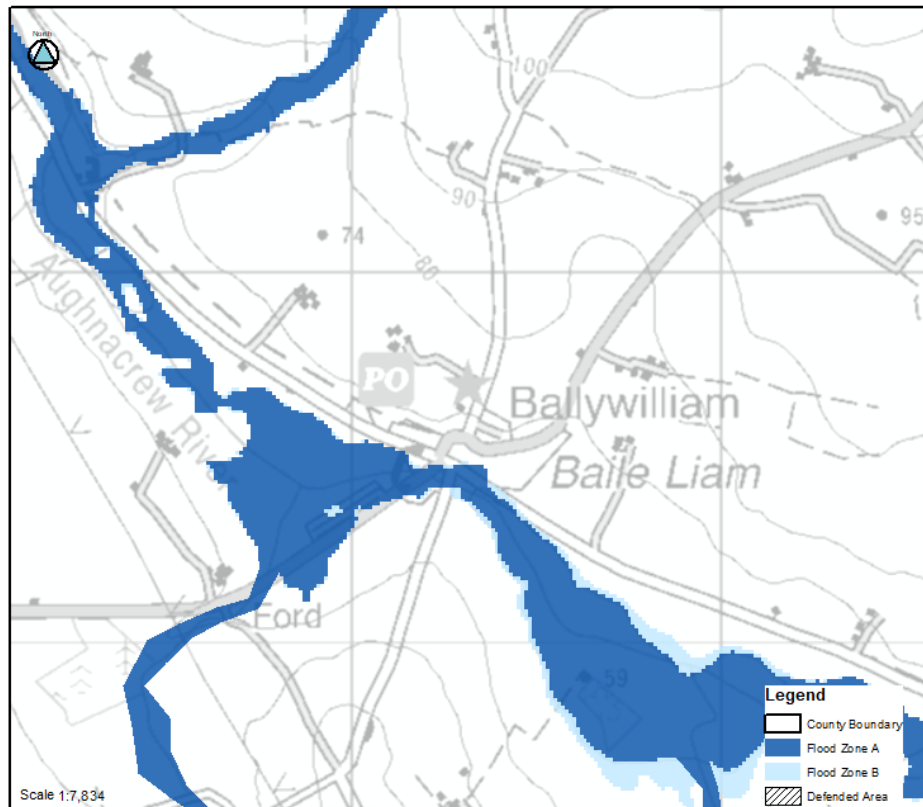 North
100
90
95
74
80
Aughnacrew River
PO
Ballywilliam
Baile Liam
Ford
59
Legend
County Boundary
Flood Zone A
Flood Zone B
Defended Area
Scale 1:7,834